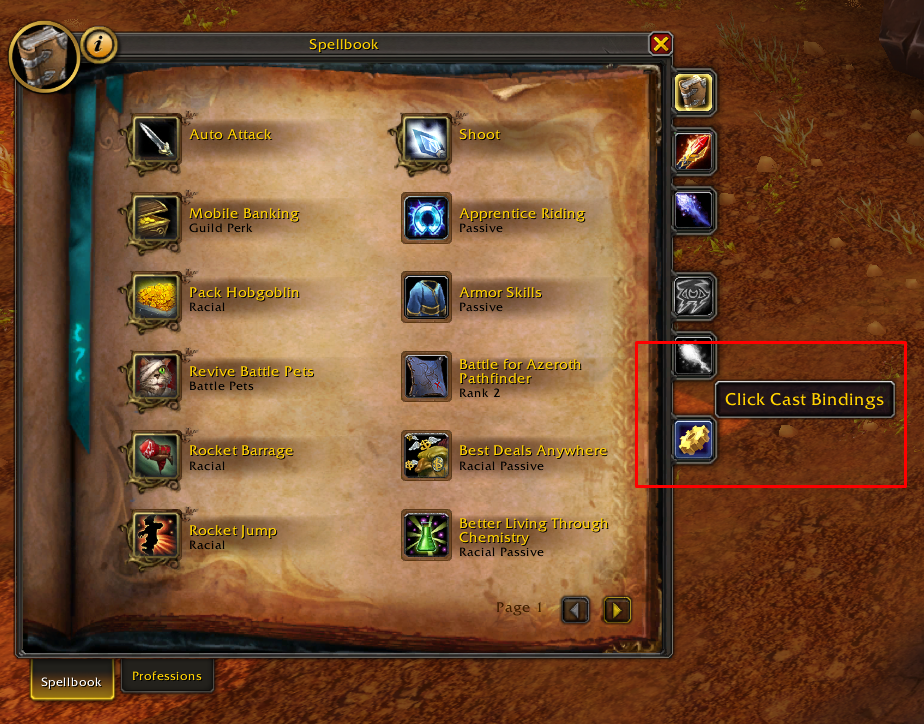 Spellbook
Auto Attack
Shoot
Mobile Banking
Guild Perk
Apprentice Riding
Passive
Pack Hobgoblin
Racial
Armor Skills
Passive
Revive Battle Pets
Battle Pets
Battle for Azeroth
Pathfinder
Rank 2
Click Cast Bindings
Rocket Barrage
Racial
Best Deals Anywhere
Racial Passive
Rocket Jump
Racial
Better Living Through
Chemistry
Racial Passive
Page 1
Spellbook
Professions